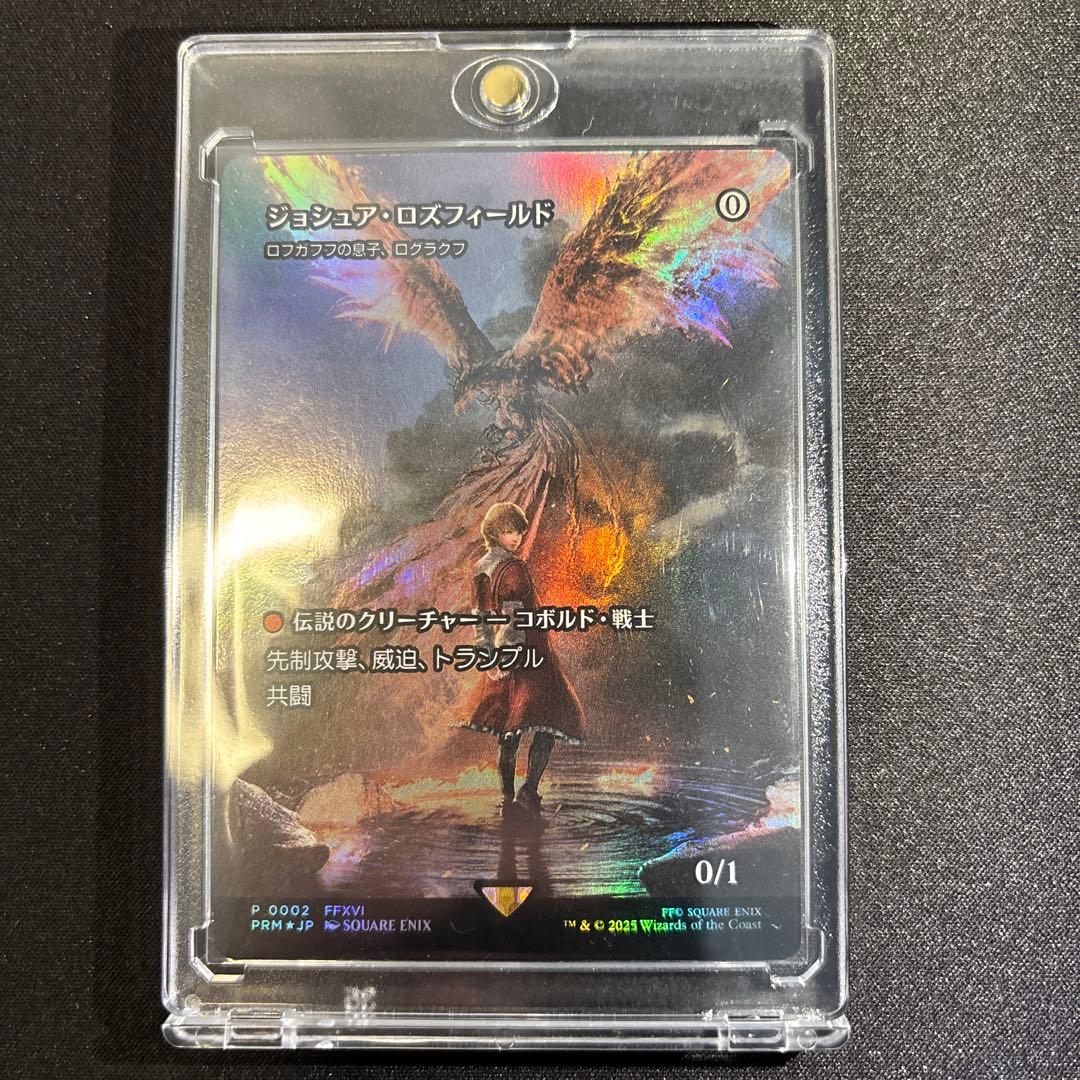 ジョシュア・ロズフィールド
0
ロフガフフの息子、ログラクフ
伝説のクリーチャー ― コボルド・戦士
先制攻撃、威迫、トランプル
共闘
0/1
P 0002 FFXVI
PRM★JP SQUARE ENIX
FF© SQUARE ENIX
™ & © 2025 Wizards of the Coast